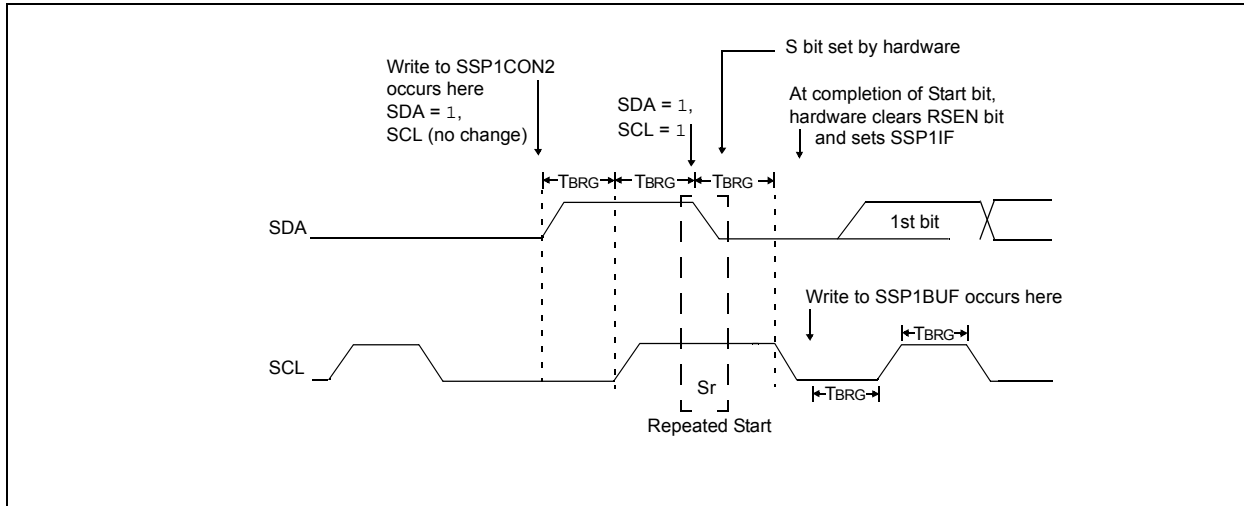 S bit set by hardware
Write to SSP1CON2
occurs here
SDA = 1,
SCL (no change)
SDA = 1,
SCL = 1
At completion of Start bit,
hardware clears RSEN bit
and sets SSP1IF
TBRG TBRG TBRG
SDA
1st bit
Write to SSP1BUF occurs here
TBRG
SCL
Sr
TBRG
Repeated Start